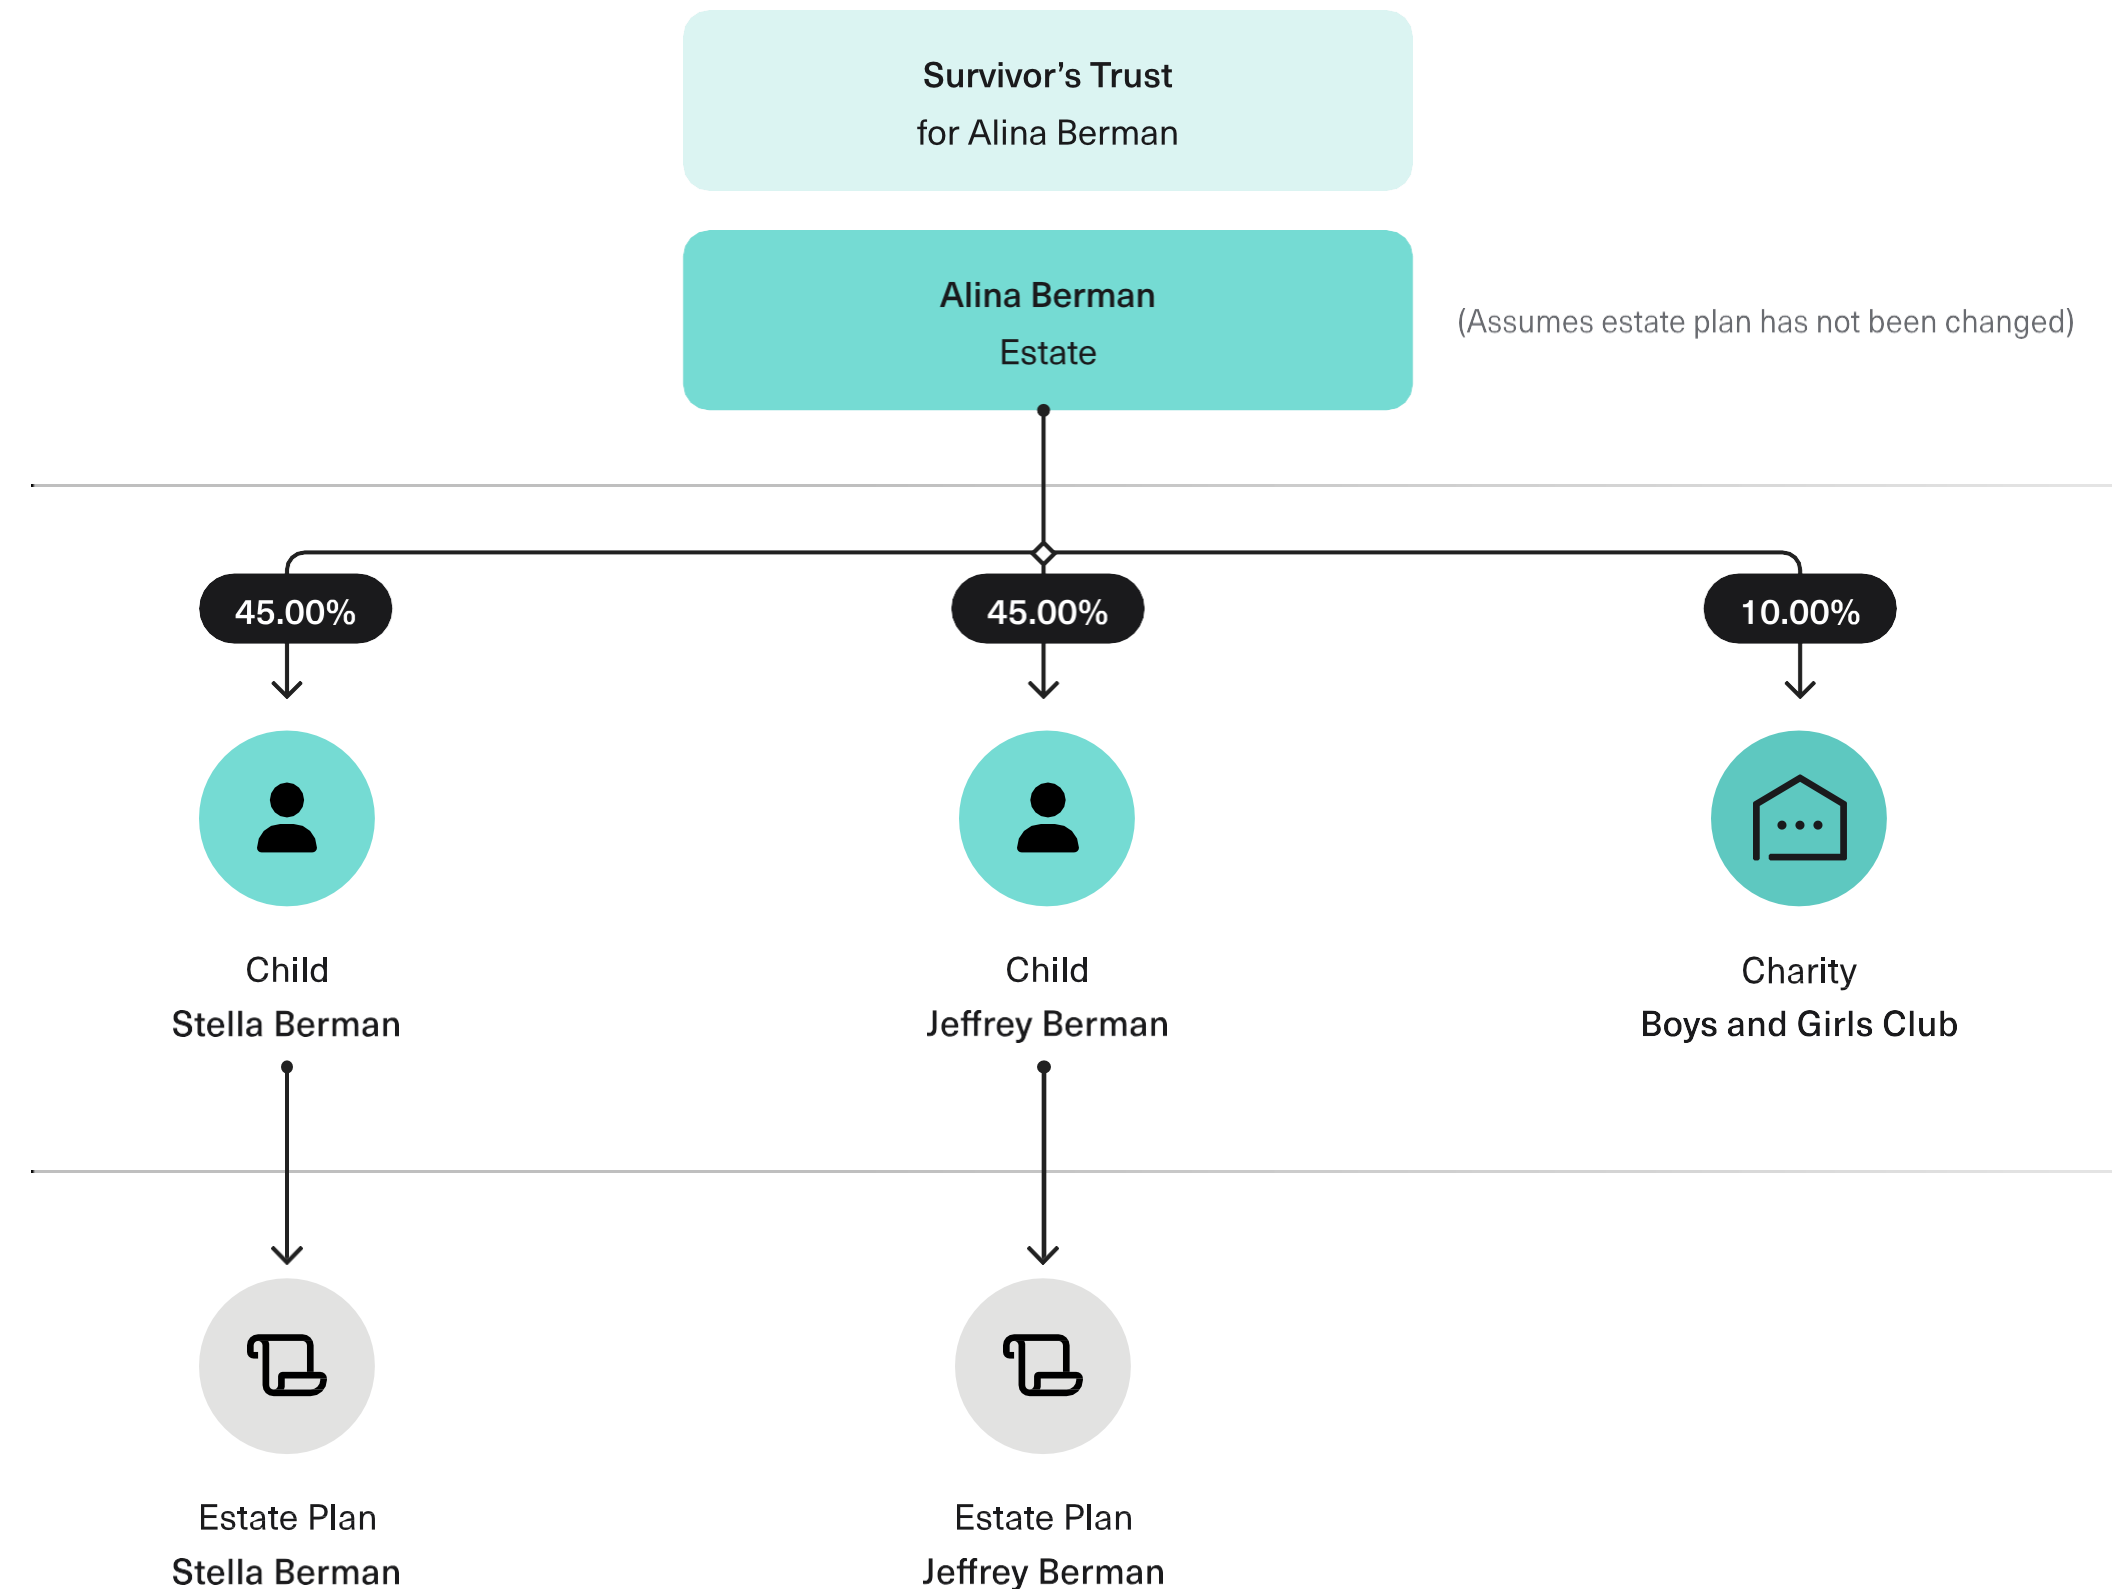 Survivor’s Trust
for Alina Berman
Alina Berman
Estate
(Assumes estate plan has not been changed)
45.00%
45.00%
10.00%
Child
Stella Berman
Child
Jeffrey Berman
Charity
Boys and Girls Club
Estate Plan
Stella Berman
Estate Plan
Jeffrey Berman